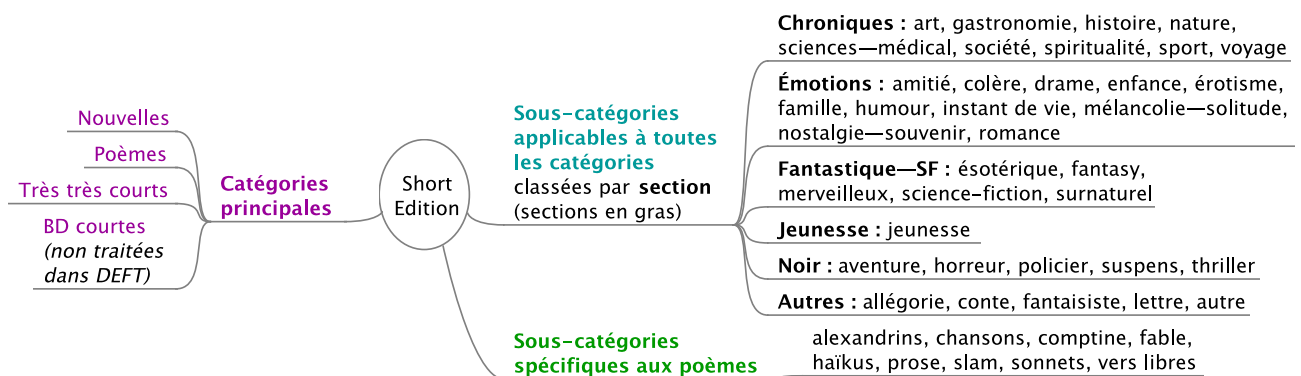 Nouvelles
Poèmes
Très très courts
BD courtes
(non traitées
dans DEFT)
Catégories
principales
Short
Edition
Sous-catégories
applicables à toutes
les catégories
classées par section
(sections en gras)
Chroniques : art, gastronomie, histoire, nature,
sciences—médical, société, spiritualité, sport, voyage
Émotions : amitié, colère, drame, enfance, érotisme,
famille, humour, instant de vie, mélancolie—solitude,
nostalgie—souvenir, romance
Fantastique—SF : ésotérique, fantasy,
merveilleux, science-fiction, surnaturel
Jeunesse : jeunesse
Noir : aventure, horreur, policier, suspens, thriller
Autres : allégorie, conte, fantaisiste, lettre, autre
Sous-catégories
spécifiques aux poèmes
alexandrins, chansons, comptine, fable,
haïkus, prose, slam, sonnets, vers libres